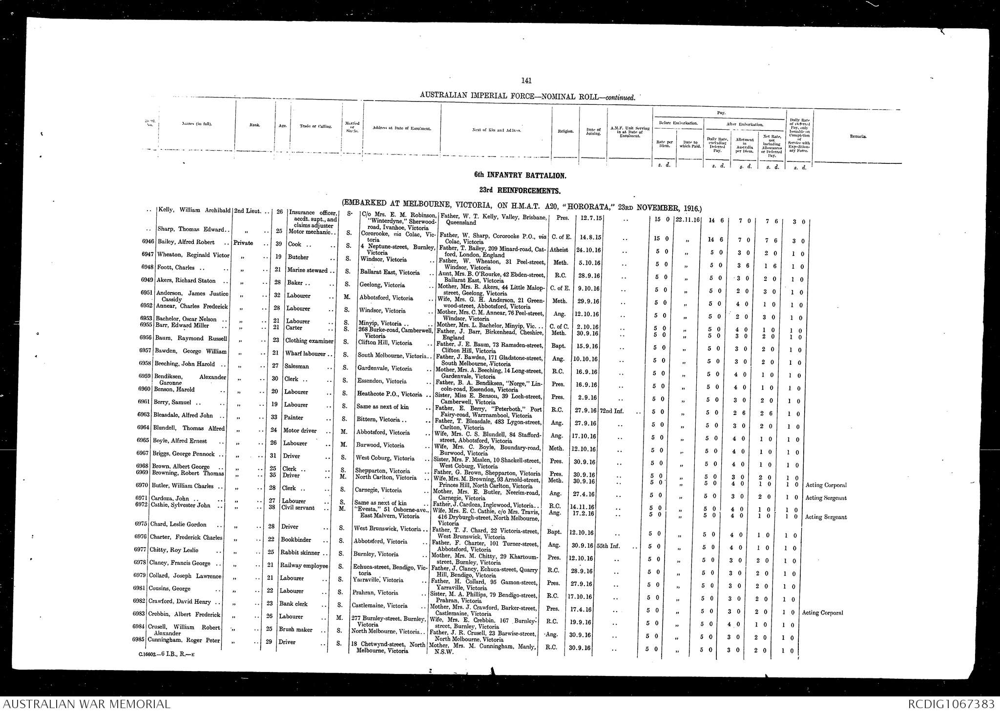 141
AUSTRALIAN IMPERIAL FORCE—NOMINAL ROLL—continued.
Regtl. No. | Names (in full). | Rank. | Age. | Trade or Calling. | Married or Single. | Address at Date of Enrolment. | Next of Kin and Address. | Religion. | Date of Joining. | A.M.F. Unit Serving in at Date of Enrolment. | Pay. | Before Embarkation. | Rate per Diem. | Date to which Paid. | After Embarkation. | Daily Rate, excluding Deferred Pay. | Allotment in Australia per Diem. | Net Rate, not including Allowances or Deferred Pay. | Daily Rate of Deferred Pay, only Issuable on Completion of Service with Expeditionary Force. | Remarks.
s. d. | s. d. | s. d. | s. d. | s. d.
6th INFANTRY BATTALION.
23rd REINFORCEMENTS.
(EMBARKED AT MELBOURNE, VICTORIA, ON H.M.A.T. A20, "HORORATA," 23RD NOVEMBER, 1916.)
.. Kelly, William Archibald | 2nd Lieut. .. | 26 | Insurance officer, accdt. supt., and claims adjuster | S. | C/o Mrs. E. M. Robinson, "Winterdyne," Sherwood-road, Ivanhoe, Victoria | Father, W. T. Kelly, Valley, Brisbane, Queensland | Pres. | 12.7.15 | .. | 15 0 | 22.11.16 | 14 6 | 7 0 | 7 6 | 3 0
.. Sharp, Thomas Edward.. | ,, .. | 25 | Motor mechanic.. | S. | Cororooke, via Colac, Victoria | Father, W. Sharp, Cororooke P.O., via Colac, Victoria | C. of E. | 14.8.15 | .. | 15 0 | ,, | 14 6 | 7 0 | 7 6 | 3 0
6946 | Bailey, Alfred Robert .. | Private .. | 39 | Cook .. .. | S. | 4 Neptune-street, Burnley, Victoria | Father, T. Bailey, 209 Minard-road, Catford, London, England | Atheist | 24.10.16 | .. | 5 0 | ,, | 5 0 | 3 0 | 2 0 | 1 0
6947 | Wheaton, Reginald Victor | ,, .. | 19 | Butcher .. | S. | Windsor, Victoria .. | Father, W. Wheaton, 31 Peel-street, Windsor, Victoria | Meth. | 5.10.16 | .. | 5 0 | ,, | 5 0 | 3 0 | 2 0 | 1 0
6948 | Foott, Charles .. .. | ,, .. | 21 | Marine steward .. | S. | Ballarat East, Victoria .. | Aunt, Mrs. B. O'Rourke, 42 Ebden-street, Ballarat East, Victoria | R.C. | 28.9.16 | .. | 5 0 | ,, | 5 0 | 3 6 | 1 6 | 1 0
6949 | Akers, Richard Staton .. | ,, .. | 28 | Baker .. .. | S. | Geelong, Victoria .. | Mother, Mrs. R. Akers, 44 Little Malop-street, Geelong, Victoria | C. of E. | 9.10.16 | .. | 5 0 | ,, | 5 0 | 3 0 | 2 0 | 1 0
6951 | Anderson, James Justice Cassidy | ,, .. | 32 | Labourer .. | M. | Abbotsford, Victoria .. | Wife, Mrs. G. H. Anderson, 21 Greenwood-street, Abbotsford, Victoria | Meth. | 29.9.16 | .. | 5 0 | ,, | 5 0 | 2 0 | 3 0 | 1 0
6952 | Annear, Charles Frederick | ,, .. | 28 | Labourer .. | S. | Windsor, Victoria .. | Mother, Mrs. C. M. Annear, 76 Peel-street, Windsor, Victoria | Ang. | 12.10.16 | .. | 5 0 | ,, | 5 0 | 4 0 | 1 0 | 1 0
6953 | Bachelor, Oscar Nelson .. | ,, .. | 21 | Labourer .. | S. | Minyip, Victoria .. .. | Mother, Mrs. L. Bachelor, Minyip, Vic. .. | C. of C. | 2.10.16 | .. | 5 0 | ,, | 5 0 | 2 0 | 3 0 | 1 0
6955 | Barr, Edward Miller .. | ,, .. | 21 | Carter .. | S. | 268 Burke-road, Camberwell, Victoria | Father, J. Barr, Birkenhead, Cheshire, England | Meth. | 30.9.16 | .. | 5 0 | ,, | 5 0 | 4 0 | 1 0 | 1 0
6956 | Baum, Raymond Russell | ,, .. | 23 | Clothing examiner | S. | Clifton Hill, Victoria .. | Father, J. E. Baum, 73 Ramsden-street, Clifton Hill, Victoria | Bapt. | 15.9.16 | .. | 5 0 | ,, | 5 0 | 3 0 | 2 0 | 1 0
6957 | Bawden, George William | ,, .. | 21 | Wharf labourer .. | S. | South Melbourne, Victoria.. | Father, J. Bawden, 171 Gladstone-street, South Melbourne, Victoria | Ang. | 10.10.16 | .. | 5 0 | ,, | 5 0 | 3 0 | 2 0 | 1 0
6958 | Beeching, John Harold .. | ,, .. | 27 | Salesman .. | S. | Gardenvale, Victoria .. | Mother, Mrs. A. Beeching, 14 Long-street, Gardenvale, Victoria | R.C. | 16.9.16 | .. | 5 0 | ,, | 5 0 | 3 0 | 2 0 | 1 0
6959 | Bendiksen, Alexander Garonne | ,, .. | 30 | Clerk .. .. | S. | Essendon, Victoria .. | Father, B. A. Bendiksen, "Norge," Lincoln-road, Essendon, Victoria | Pres. | 16.9.16 | .. | 5 0 | ,, | 5 0 | 4 0 | 1 0 | 1 0
6960 | Benson, Harold .. | ,, .. | 20 | Labourer .. | S. | Heathcote P.O., Victoria .. | Sister, Miss E. Benson, 39 Loch-street, Camberwell, Victoria | Pres. | 2.9.16 | .. | 5 0 | ,, | 5 0 | 4 0 | 1 0 | 1 0
6961 | Berry, Samuel .. .. | ,, .. | 19 | Labourer .. | S. | Same as next of kin .. | Father, E. Berry, "Peterboth," Port Fairy-road, Warrnambool, Victoria | R.C. | 27.9.16 | 72nd Inf. .. | 5 0 | ,, | 5 0 | 3 0 | 2 0 | 1 0
6963 | Bleasdale, Alfred John .. | ,, .. | 33 | Painter .. | S. | Bittern, Victoria .. .. | Father, T. Bleasdale, 483 Lygon-street, Carlton, Victoria | Ang. | 27.9.16 | .. | 5 0 | ,, | 5 0 | 2 6 | 2 6 | 1 0
6964 | Blundell, Thomas Alfred | ,, .. | 24 | Motor driver .. | M. | Abbotsford, Victoria .. | Wife, Mrs. C. S. Blundell, 84 Stafford-street, Abbotsford, Victoria | Ang. | 17.10.16 | .. | 5 0 | ,, | 5 0 | 3 0 | 2 0 | 1 0
6965 | Boyle, Alfred Ernest .. | ,, .. | 26 | Labourer .. | M. | Burwood, Victoria .. | Wife, Mrs. C. Boyle, Boundary-road, Burwood, Victoria | Meth. | 12.10.16 | .. | 5 0 | ,, | 5 0 | 4 0 | 1 0 | 1 0
6967 | Briggs, George Pennock .. | ,, .. | 31 | Driver .. | S. | West Coburg, Victoria .. | Sister, Mrs. F. Maslen, 10 Shackell-street, West Coburg, Victoria | Pres. | 30.9.16 | .. | 5 0 | ,, | 5 0 | 4 0 | 1 0 | 1 0
6968 | Brown, Albert George .. | ,, .. | 25 | Clerk .. .. | S. | Shepparton, Victoria .. | Father, G. Brown, Shepparton, Victoria | Pres. | 30.9.16 | .. | 5 0 | ,, | 5 0 | 4 0 | 1 0 | 1 0
6969 | Browning, Robert Thomas | ,, .. | 35 | Driver .. | M. | North Carlton, Victoria .. | Wife, Mrs. M. Browning, 93 Arnold-street, Princes Hill, North Carlton, Victoria | Meth. | 30.9.16 | .. | 5 0 | ,, | 5 0 | 3 0 | 2 0 | 1 0
6970 | Butler, William Charles .. | ,, .. | 28 | Clerk .. .. | S. | Carnegie, Victoria .. | Mother, Mrs. E. Butler, Neerim-road, Carnegie, Victoria | Ang. | 27.4.16 | .. | 5 0 | ,, | 5 0 | 4 0 | 1 0 | 1 0 | Acting Corporal
6971 | Cardoza, John .. .. | ,, .. | 27 | Labourer .. | S. | Same as next of kin .. | Father, J. Cardoza, Inglewood, Victoria.. | R.C. | 14.11.16 | .. | 5 0 | ,, | 5 0 | 3 0 | 2 0 | 1 0 | Acting Sergeant
6972 | Cathie, Sylvester John .. | ,, .. | 38 | Civil servant .. | M. | "Evesta," 51 Osborne-ave., East Malvern, Victoria | Wife, Mrs. E. C. Cathie, c/o Mrs. Travis, 416 Dryburgh-street, North Melbourne, Victoria | Ang. | 17.2.16 | .. | 5 0 | ,, | 5 0 | 4 0 | 1 0 | 1 0 | Acting Sergeant
6975 | Chard, Leslie Gordon .. | ,, .. | 28 | Driver .. | S. | West Brunswick, Victoria .. | Father, T. J. Chard, 22 Victoria-street, West Brunswick, Victoria | Bapt. | 12.10.16 | .. | 5 0 | ,, | 5 0 | 4 0 | 1 0 | 1 0
6976 | Charter, Frederick Charles | ,, .. | 22 | Bookbinder .. | S. | Abbotsford, Victoria .. | Father, F. Charter, 101 Turner-street, Abbotsford, Victoria | Ang. | 30.9.16 | 55th Inf. .. | 5 0 | ,, | 5 0 | 4 0 | 1 0 | 1 0
6977 | Chitty, Roy Leslie .. | ,, .. | 25 | Rabbit skinner .. | S. | Burnley, Victoria .. | Mother, Mrs. M. Chitty, 29 Khartoum-street, Burnley, Victoria | Pres. | 12.10.16 | .. | 5 0 | ,, | 5 0 | 3 0 | 2 0 | 1 0
6978 | Clancy, Francis George .. | ,, .. | 21 | Railway employee | S. | Echuca-street, Bendigo, Victoria | Father, J. Clancy, Echuca-street, Quarry Hill, Bendigo, Victoria | R.C. | 28.9.16 | .. | 5 0 | ,, | 5 0 | 3 0 | 2 0 | 1 0
6979 | Collard, Joseph Lawrence | ,, .. | 21 | Labourer .. | S. | Yarraville, Victoria .. | Father, H. Collard, 95 Gamon-street, Yarraville, Victoria | Pres. | 27.9.16 | .. | 5 0 | ,, | 5 0 | 3 0 | 2 0 | 1 0
6981 | Cousins, George .. | ,, .. | 22 | Labourer .. | S. | Prahran, Victoria .. | Sister, M. A. Phillips, 79 Bendigo-street, Prahran, Victoria | R.C. | 17.10.16 | .. | 5 0 | ,, | 5 0 | 3 0 | 2 0 | 1 0
6982 | Crawford, David Henry .. | ,, .. | 23 | Bank clerk .. | S. | Castlemaine, Victoria .. | Mother, Mrs. J. Crawford, Barker-street, Castlemaine, Victoria | Pres. | 17.4.16 | .. | 5 0 | ,, | 5 0 | 3 0 | 2 0 | 1 0 | Acting Corporal
6983 | Crebbin, Albert Frederick | ,, .. | 26 | Labourer .. | M. | 277 Burnley-street, Burnley, Victoria | Wife, Mrs. E. Crebbin, 167 Burnley-street, Burnley, Victoria | R.C. | 19.9.16 | .. | 5 0 | ,, | 5 0 | 4 0 | 1 0 | 1 0
6984 | Crusell, William Robert Alexander | ,, .. | 25 | Brush maker .. | S. | North Melbourne, Victoria.. | Father, J. R. Crusell, 23 Barwise-street, North Melbourne, Victoria | Ang. | 30.9.16 | .. | 5 0 | ,, | 5 0 | 3 0 | 2 0 | 1 0
6985 | Cunningham, Roger Peter | ,, .. | 29 | Driver .. | S. | 18 Chetwynd-street, North Melbourne, Victoria | Mother, Mrs. M. Cunningham, Manly, N.S.W. | R.C. | 30.9.16 | .. | 5 0 | ,, | 5 0 | 3 0 | 2 0 | 1 0
C.16602.—6 I.B., R.—E
AUSTRALIAN WAR MEMORIAL
RCDIG1067383